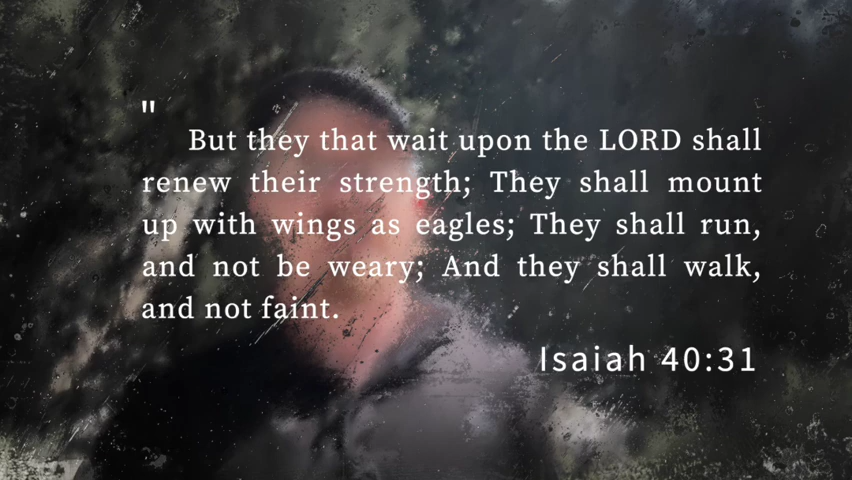 "
But they that wait upon the LORD shall
renew their strength; They shall mount
up with wings as eagles; They shall run,
and not be weary; And they shall walk,
and not faint.
Isaiah 40:31